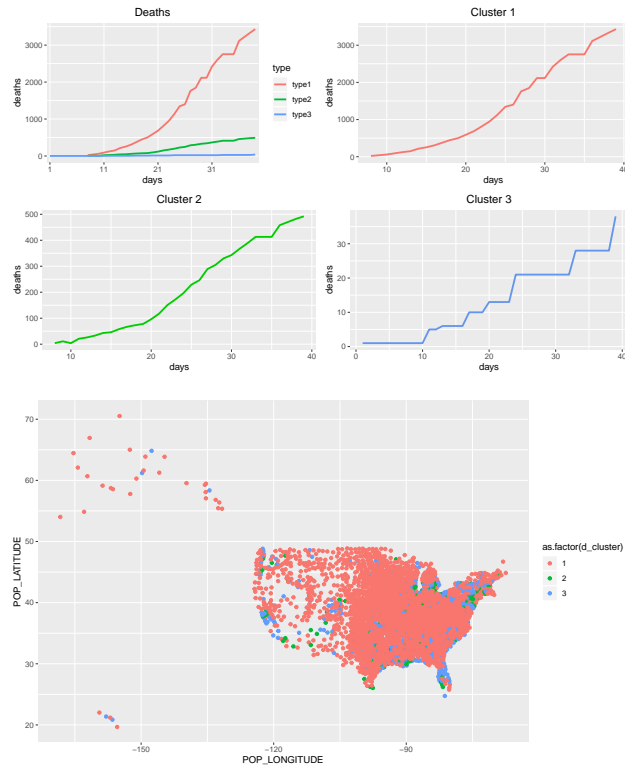 Deaths
3000
2000
1000
0
1
11
21
31
days
deaths
type
type1
type2
type3
Cluster 1
3000
2000
1000
0
10
20
30
40
days
deaths
Cluster 2
500
400
300
200
100
0
10
20
30
40
days
deaths
Cluster 3
30
20
10
0
0
10
20
30
40
days
deaths
70
60
50
40
30
20
−150
−120
−90
POP_LONGITUDE
POP_LATITUDE
as.factor(d_cluster)
1
2
3